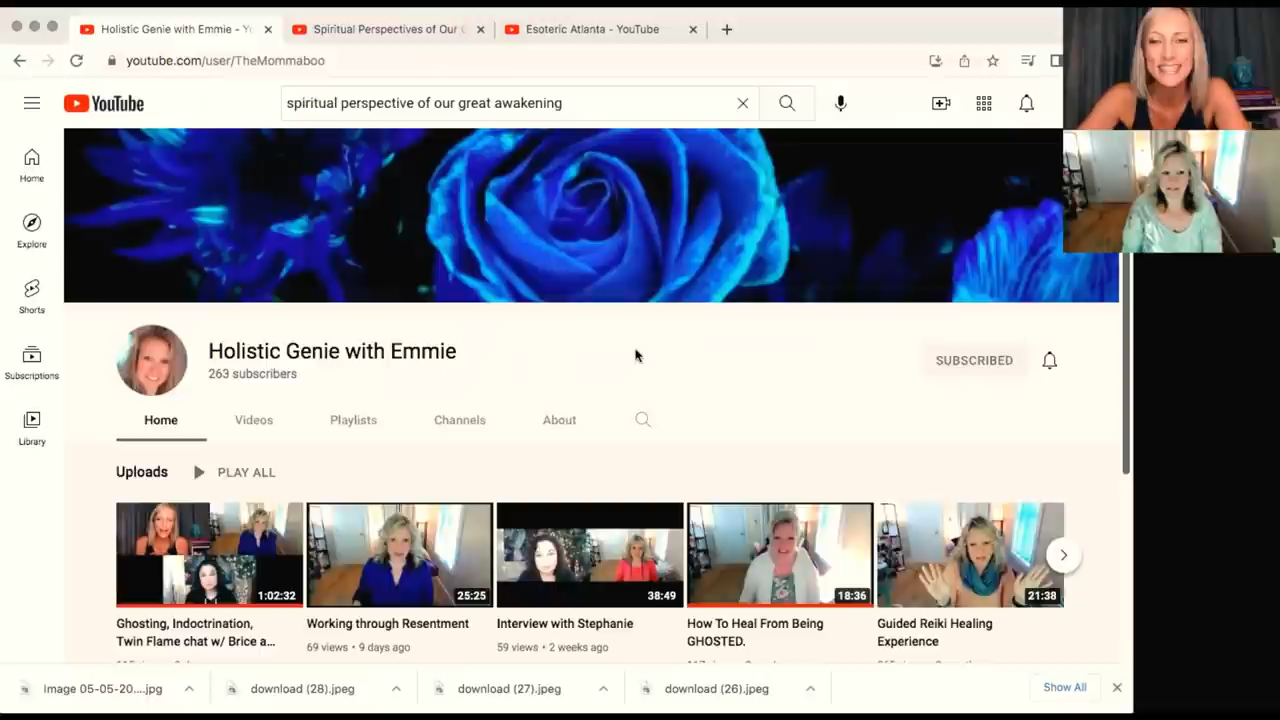 Holistic Genie with Emmie - Y
Spiritual Perspectives of Our
Esoteric Atlanta - YouTube
youtube.com/user/TheMommaboo
YouTube
spiritual perspective of our great awakening
Home
Explore
Shorts
Subscriptions
Library
Holistic Genie with Emmie
263 subscribers
SUBSCRIBED
Home
Videos
Playlists
Channels
About
Uploads
PLAY ALL
1:02:32
25:25
38:49
18:36
21:38
Ghosting, Indoctrination,
Twin Flame chat w/ Brice a...
Working through Resentment
69 views • 9 days ago
Interview with Stephanie
59 views • 2 weeks ago
How To Heal From Being
GHOSTED.
Guided Reiki Healing
Experience
Image 05-05-20....jpg
download (28).jpeg
download (27).jpeg
download (26).jpeg
Show All